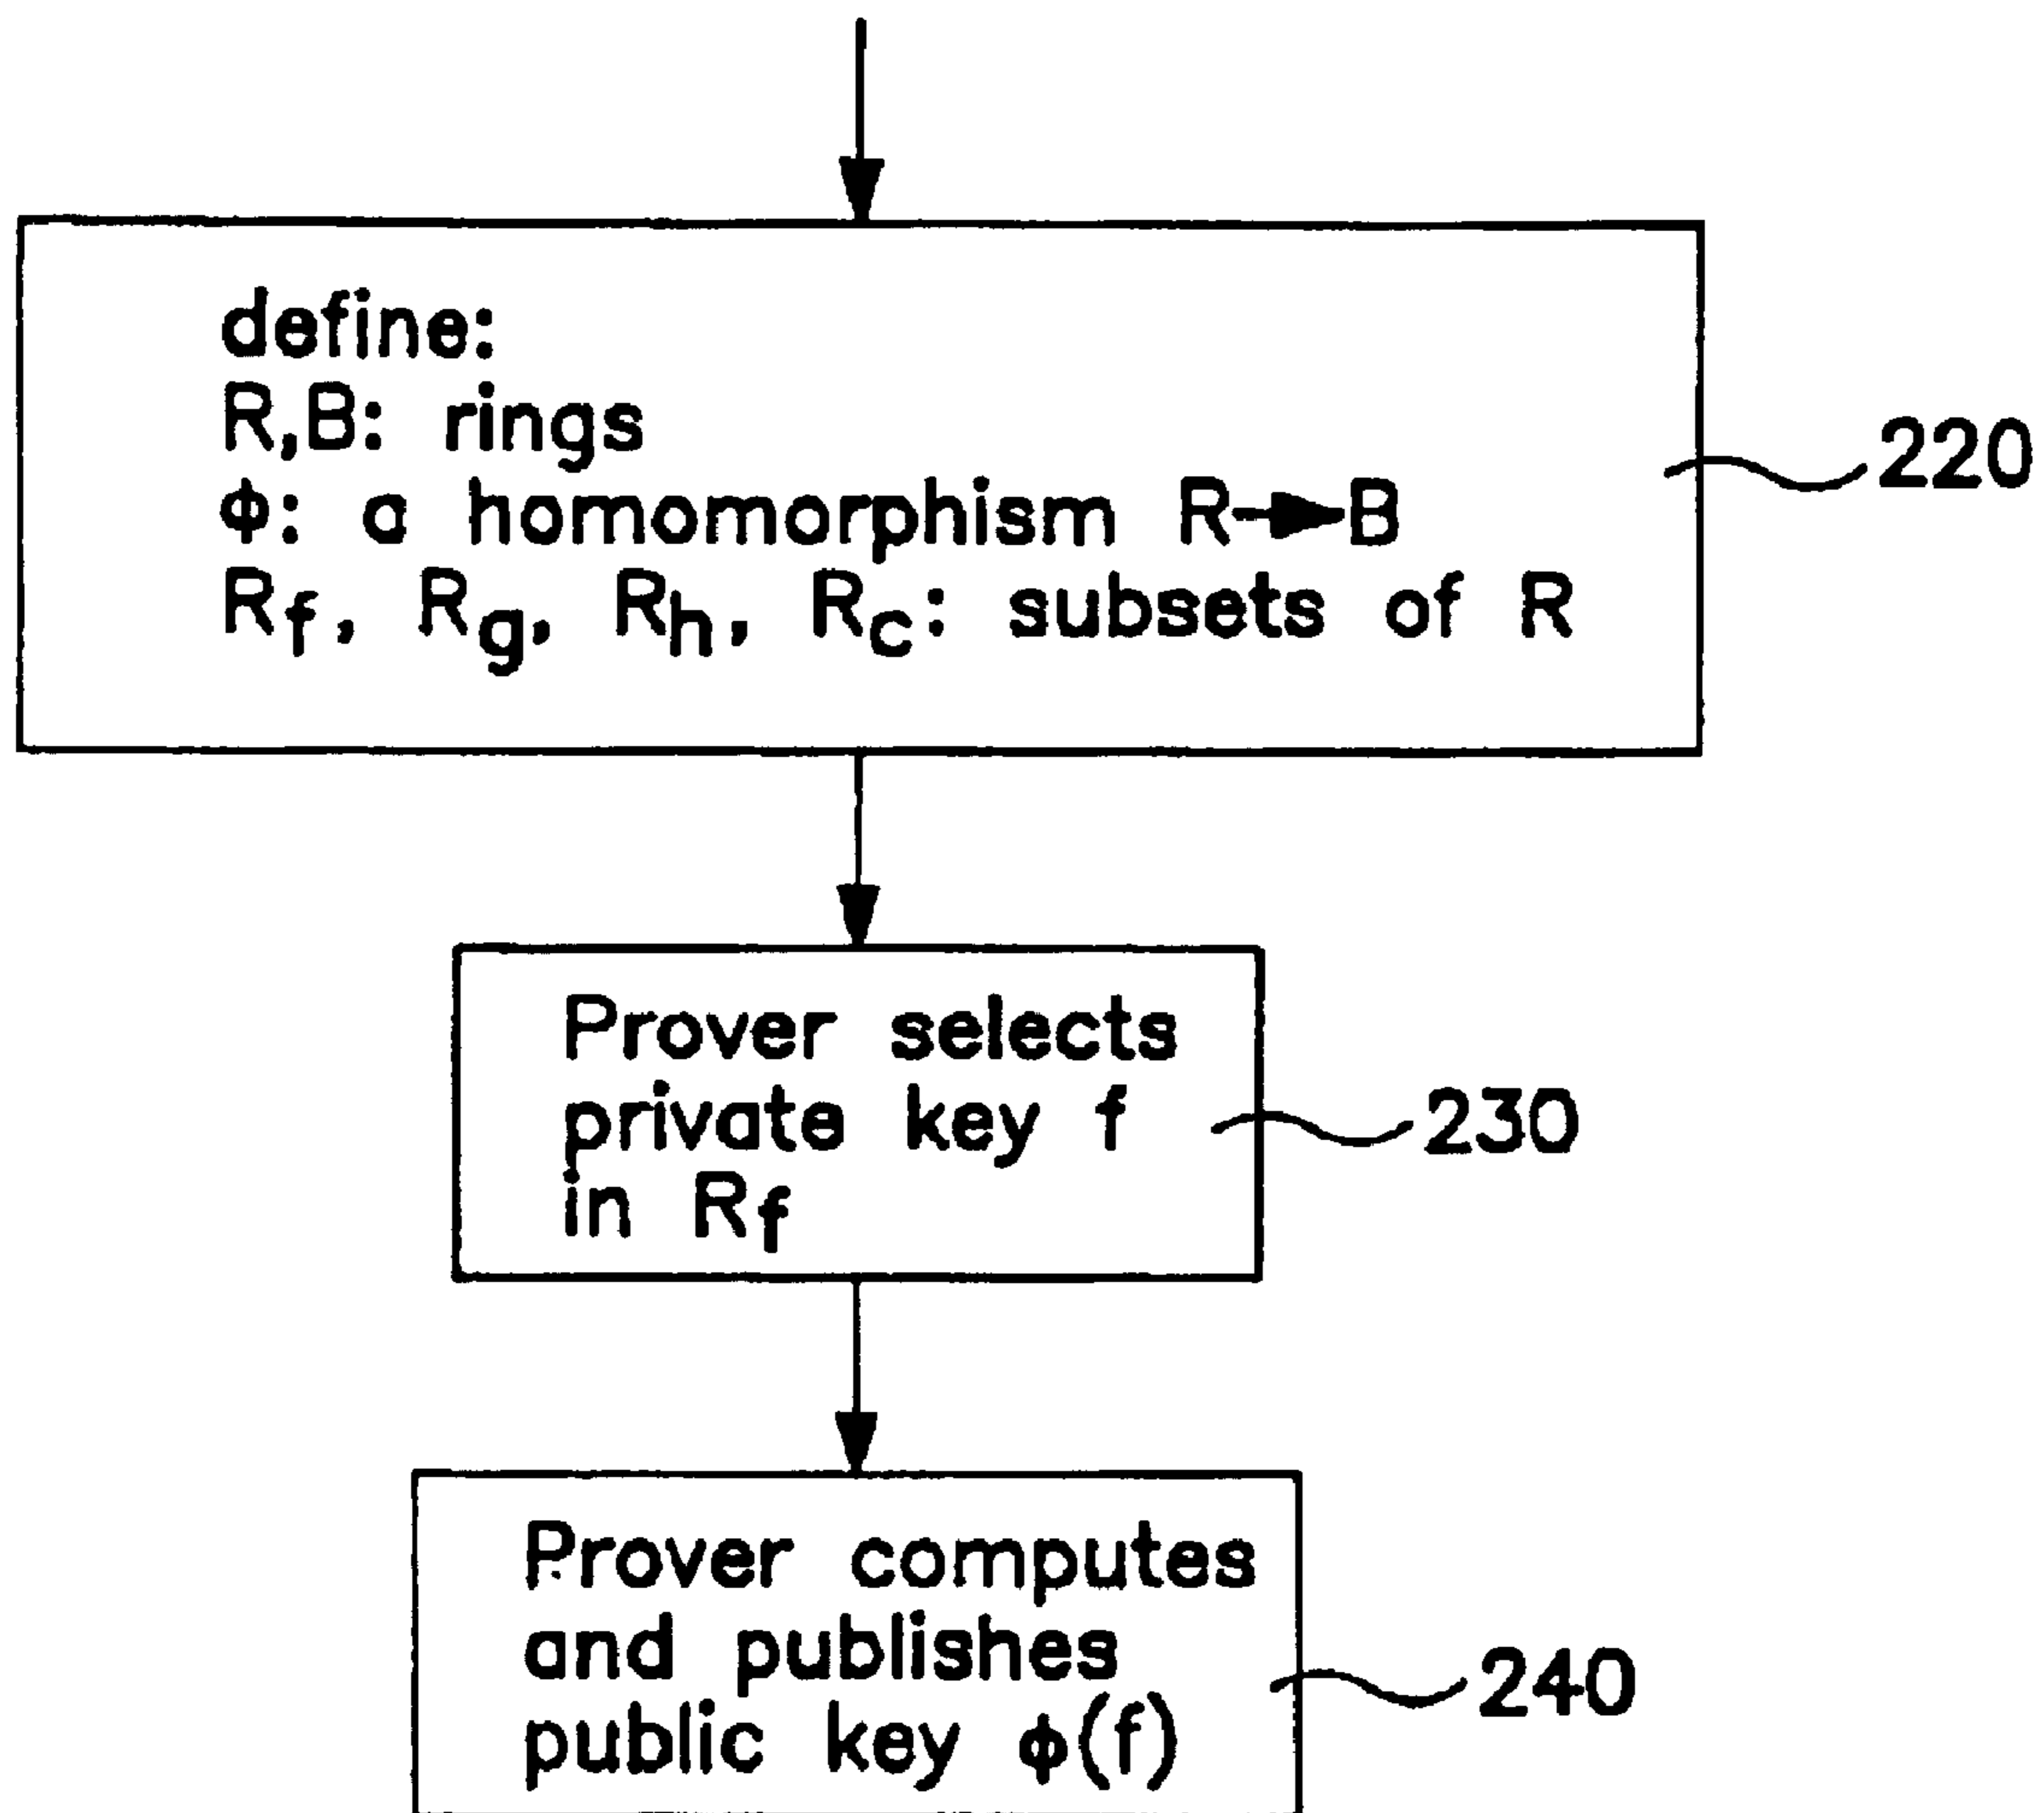 define:
R,B: rings
φ: a homomorphism R→B
Rf, Rg, Rh, Rc: subsets of R
220
Prover selects
private key f
in Rf
230
Prover computes
and publishes
public key φ(f)
240